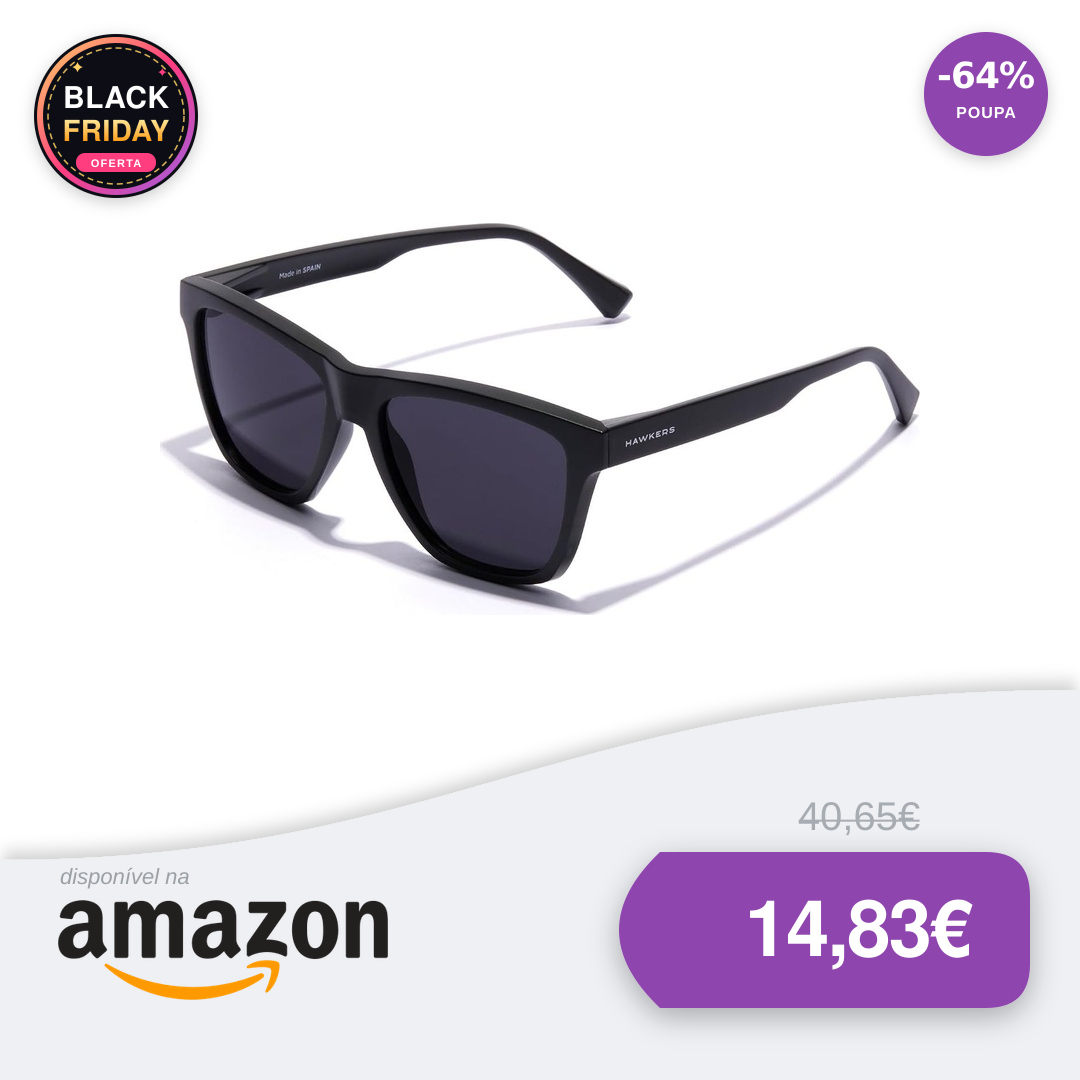 BLACK
FRIDAY
OFERTA
-64%
POUPA
Made in SPAIN
HAWKERS
40,65€
disponível na
amazon
14,83€